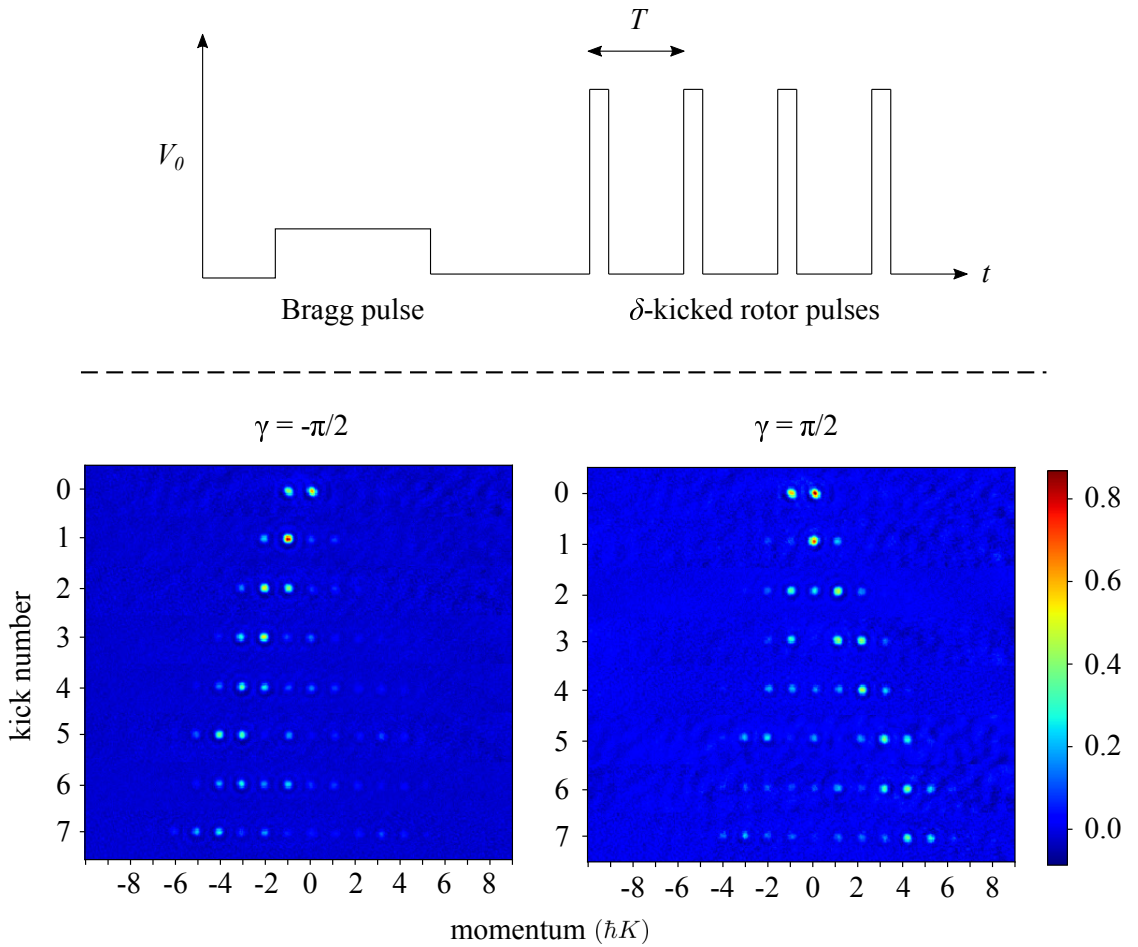 T
V₀
t
Bragg pulse
δ-kicked rotor pulses
γ = -π/2
γ = π/2
kick number
0
1
2
3
4
5
6
7
-8 -6 -4 -2 0 2 4 6 8
0
1
2
3
4
5
6
7
-8 -6 -4 -2 0 2 4 6 8
0.8
0.6
0.4
0.2
0.0
momentum (ℏK)